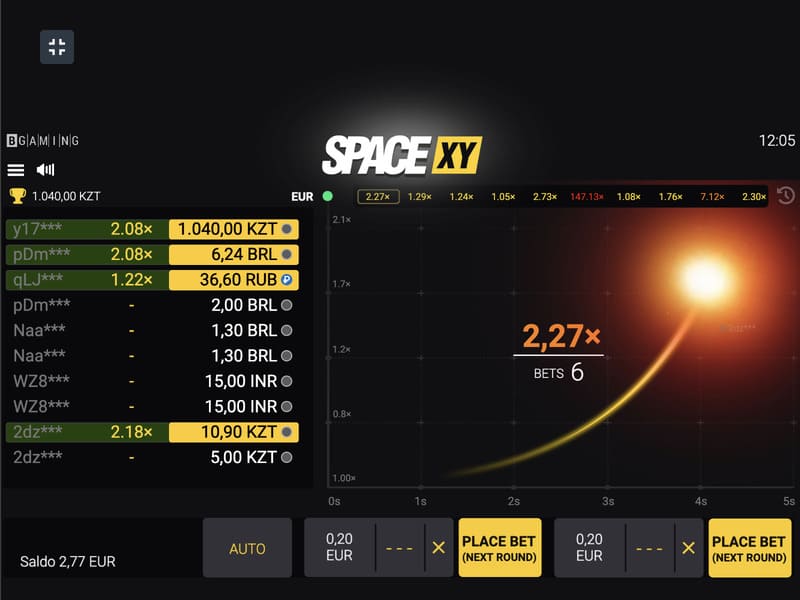 BGAMING
SPACE XY
12:05
1.040,00 KZT
EUR
2.27× 1.29× 1.24× 1.05× 2.73× 147.13× 1.08× 1.76× 7.12× 2.30×
y17*** 2.08× 1.040,00 KZT
pDm*** 2.08× 6,24 BRL
qLJ*** 1.22× 36,60 RUB
pDm*** - 2,00 BRL
Naa*** - 1,30 BRL
Naa*** - 1,30 BRL
WZ8*** - 15,00 INR
WZ8*** - 15,00 INR
2dz*** 2.18× 10,90 KZT
2dz*** - 5,00 KZT
2.1×
1.7×
1.2×
0.8×
1.00×
2,27×
BETS 6
2dz***
0s 1s 2s 3s 4s 5s
Saldo 2,77 EUR
AUTO
0,20
EUR
--- ×
PLACE BET
(NEXT ROUND)
0,20
EUR
--- ×
PLACE BET
(NEXT ROUND)